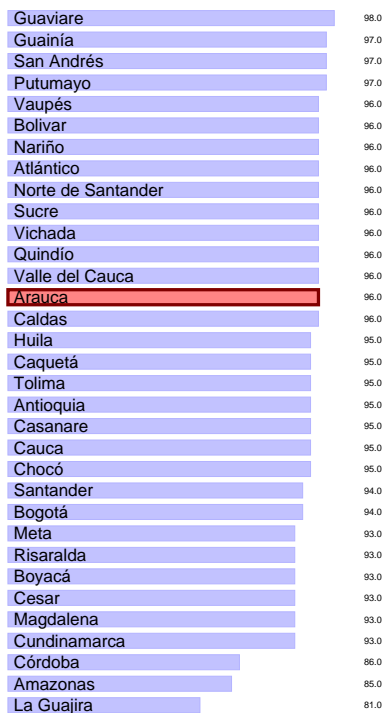 Guaviare 98.0
Guainía 97.0
San Andrés 97.0
Putumayo 97.0
Vaupés 96.0
Bolivar 96.0
Nariño 96.0
Atlántico 96.0
Norte de Santander 96.0
Sucre 96.0
Vichada 96.0
Quindío 96.0
Valle del Cauca 96.0
Arauca 96.0
Caldas 96.0
Huila 95.0
Caquetá 95.0
Tolima 95.0
Antioquia 95.0
Casanare 95.0
Cauca 95.0
Chocó 95.0
Santander 94.0
Bogotá 94.0
Meta 93.0
Risaralda 93.0
Boyacá 93.0
Cesar 93.0
Magdalena 93.0
Cundinamarca 93.0
Córdoba 86.0
Amazonas 85.0
La Guajira 81.0